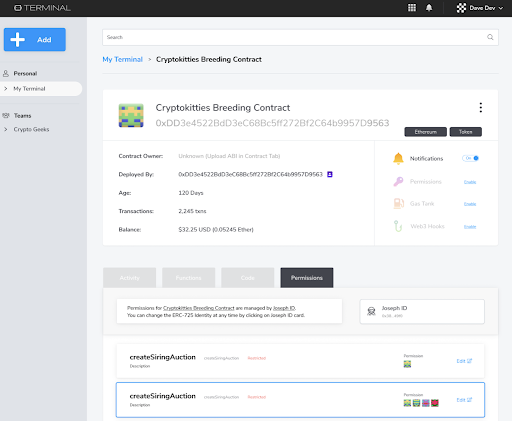 TERMINAL
Dave Dev
Add
Search
Personal
My Terminal
Teams
Crypto Geeks
My Terminal > Cryptokitties Breeding Contract
Cryptokitties Breeding Contract
0xDD3e4522BdD3eC68Bc5ff272Bf2C64b9957D9563
Ethereum
Token
Contract Owner: Unknown (Upload ABI in Contract Tab)
Deployed By: 0xDD3e4522BdD3eC68Bc5ff272Bf2C64b9957D9563
Age: 120 Days
Transactions: 2,245 txns
Balance: $32.25 USD (0.05245 Ether)
Notifications On
Permissions Enable
Gas Tank Enable
Web3 Hooks Enable
Activity
Functions
Code
Permissions
Permissions for Cryptokitties Breeding Contract are managed by Joseph ID.
You can change the ERC-725 Identity at any time by clicking on Joseph ID card.
Joseph ID
createSiringAuction createSiringAuction Restricted
Description
Permission
Edit
createSiringAuction createSiringAuction Restricted
Description
Permission
Edit